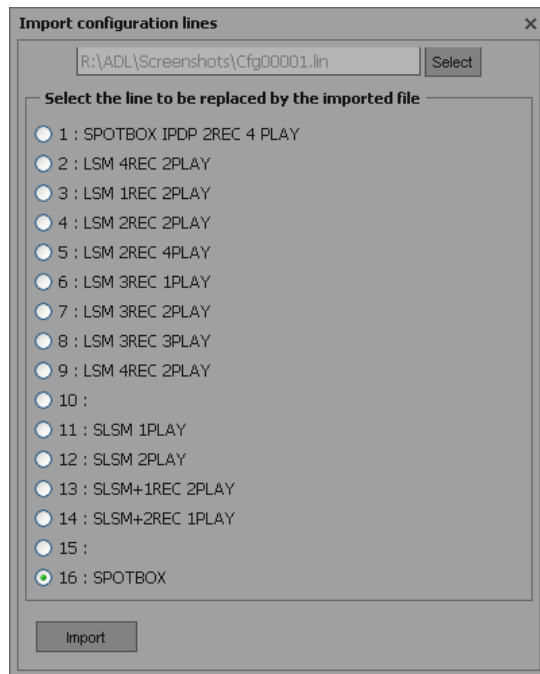 Import configuration lines
R:\ADL\Screenshots\Cfg00001.lin
Select
Select the line to be replaced by the imported file
1 : SPOTBOX IPDP 2REC 4 PLAY
2 : LSM 4REC 2PLAY
3 : LSM 1REC 2PLAY
4 : LSM 2REC 2PLAY
5 : LSM 2REC 4PLAY
6 : LSM 3REC 1PLAY
7 : LSM 3REC 2PLAY
8 : LSM 3REC 3PLAY
9 : LSM 4REC 2PLAY
10 :
11 : SLSM 1PLAY
12 : SLSM 2PLAY
13 : SLSM+1REC 2PLAY
14 : SLSM+2REC 1PLAY
15 :
16 : SPOTBOX
Import